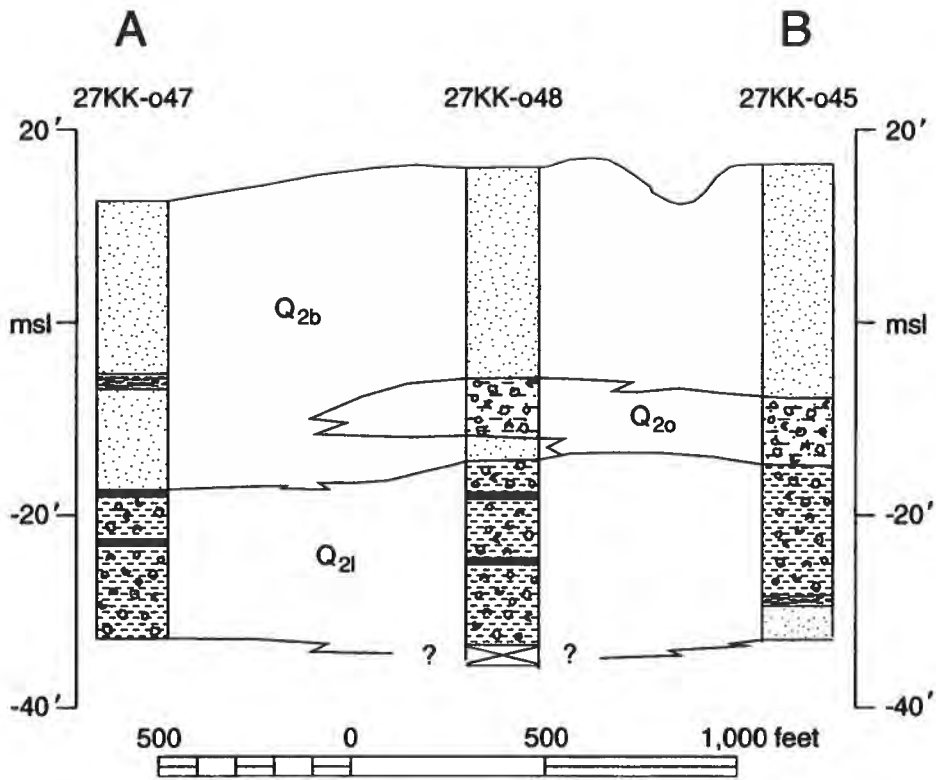 A B
27KK-o47 27KK-o48 27KK-o45
20' 20'
Q2b
msl msl
Q2o
-20' -20'
Q2l
? ?
-40' -40'
500 0 500 1,000 feet